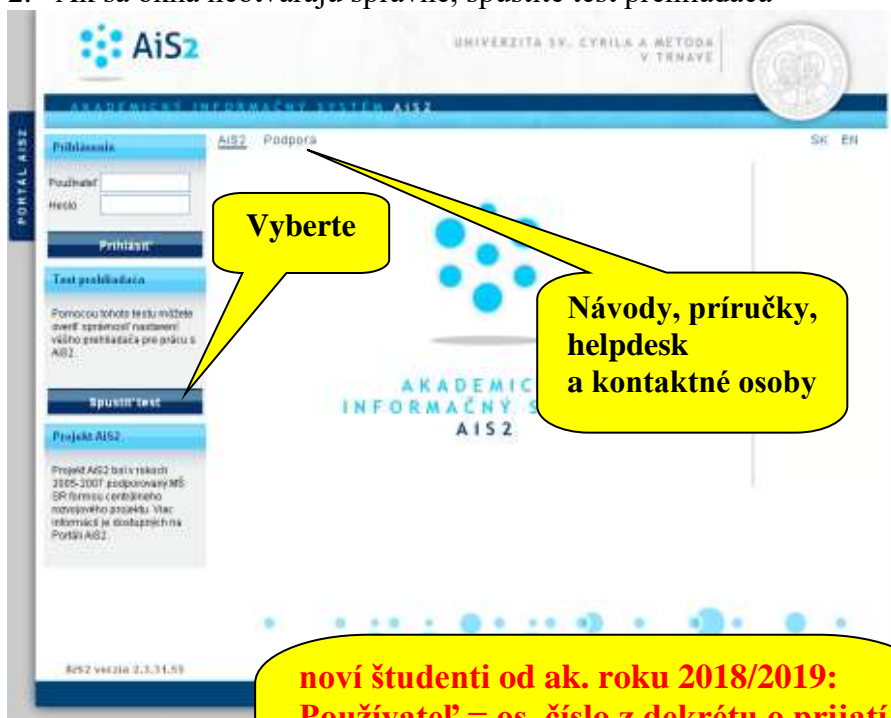 2. Ak sa okná neotvárajú správne, spustite test prehliadača
AiS2
UNIVERZITA SV. CYRILA A METODA
V TRNAVE
AKADEMICKÝ INFORMAČNÝ SYSTÉM AIS2
PORTÁL AIS2
Prihlásenie
AiS2 Podpora
SK EN
Používateľ
Heslo
Prihlásiť
Vyberte
Test prehliadača
Pomocou tohoto testu môžete
overiť správnosť nastavení
vášho prehliadača pre prácu s
AiS2.
Návody, príručky,
helpdesk
a kontaktné osoby
Spustiť test
AKADEMIC
INFORMAČNÝ S
AIS2
Projekt AiS2
Projekt AiS2 bol v rokoch
2005-2007 podporovaný MŠ
SR formou centrálneho
rozvojového projektu. Viac
informácií je dostupných na
Portáli AiS2.
AiS2 verzia 2.3.31.59
noví študenti od ak. roku 2018/2019:
Používateľ = os. číslo z dekrétu o prijatí